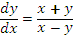 dy/dx = (x + y)/(x − y)